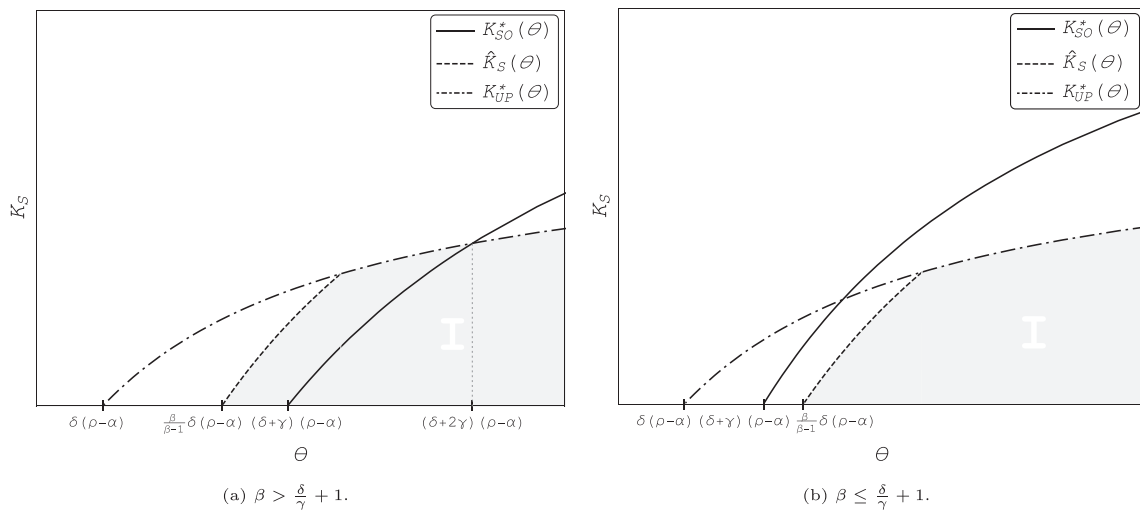 K*_SO(Θ)
K̂_S(Θ)
K*_UP(Θ)
K_S
I
δ(ρ−α) β/β−1 δ(ρ−α) (δ+γ)(ρ−α) (δ+2γ)(ρ−α)
Θ
(a) β > δ/γ + 1.
K*_SO(Θ)
K̂_S(Θ)
K*_UP(Θ)
K_S
I
δ(ρ−α) (δ+γ)(ρ−α) β/β−1 δ(ρ−α)
Θ
(b) β ≤ δ/γ + 1.